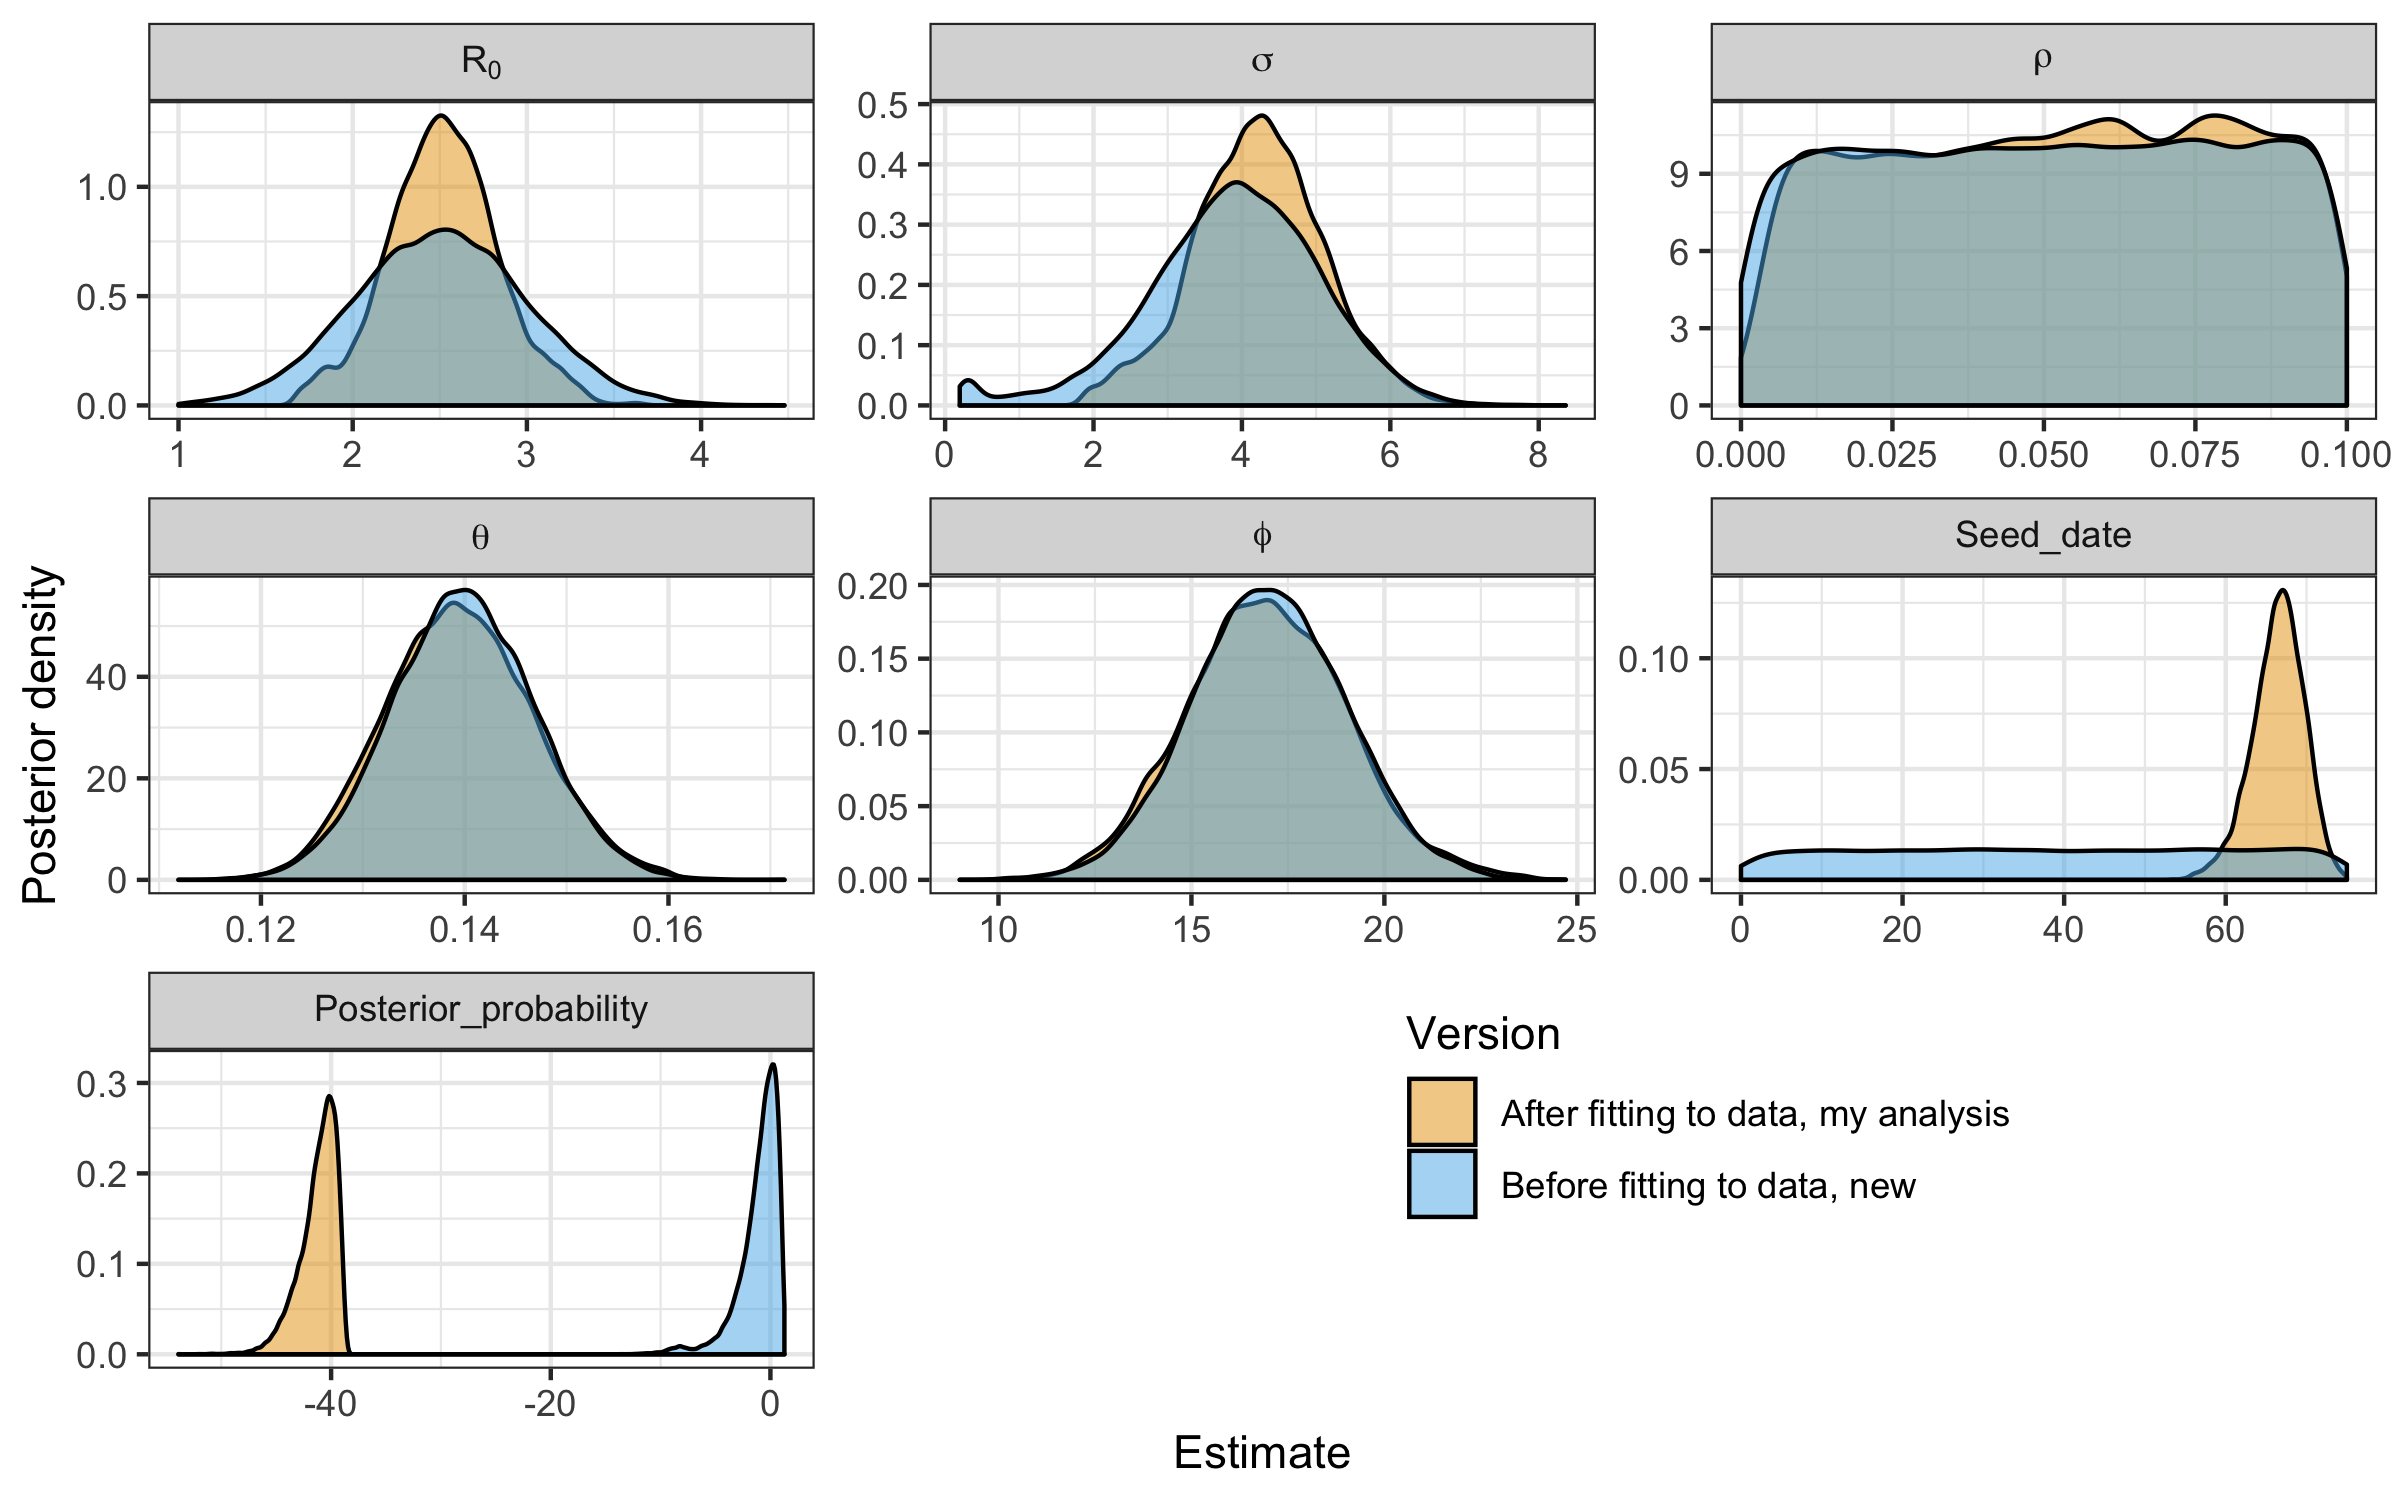 R₀
σ
ρ
1.0
0.5
0.0
1 2 3 4
0.5
0.4
0.3
0.2
0.1
0.0
0 2 4 6 8
9
6
3
0
0.000 0.025 0.050 0.075 0.100
Posterior density
θ
ϕ
Seed_date
40
20
0
0.12 0.14 0.16
0.20
0.15
0.10
0.05
0.00
10 15 20 25
0.10
0.05
0.00
0 20 40 60
Posterior_probability
0.3
0.2
0.1
0.0
-40 -20 0
Version
After fitting to data, my analysis
Before fitting to data, new
Estimate